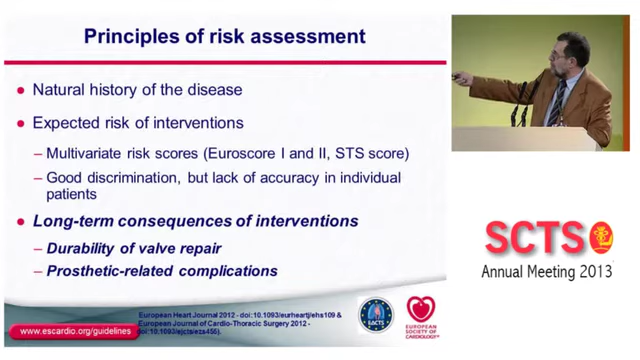 Principles of risk assessment
Natural history of the disease
Expected risk of interventions
– Multivariate risk scores (Euroscore I and II, STS score)
– Good discrimination, but lack of accuracy in individual
patients
Long-term consequences of interventions
– Durability of valve repair
– Prosthetic-related complications
SCTS
Annual Meeting 2013
European Heart Journal 2012 - doi:10.1093/eurheartj/ehs109 &
European Journal of Cardio-Thoracic Surgery 2012 -
doi:10.1093/ejcts/ezs455).
www.escardio.org/guidelines
EACTS
EUROPEAN
SOCIETY OF
CARDIOLOGY